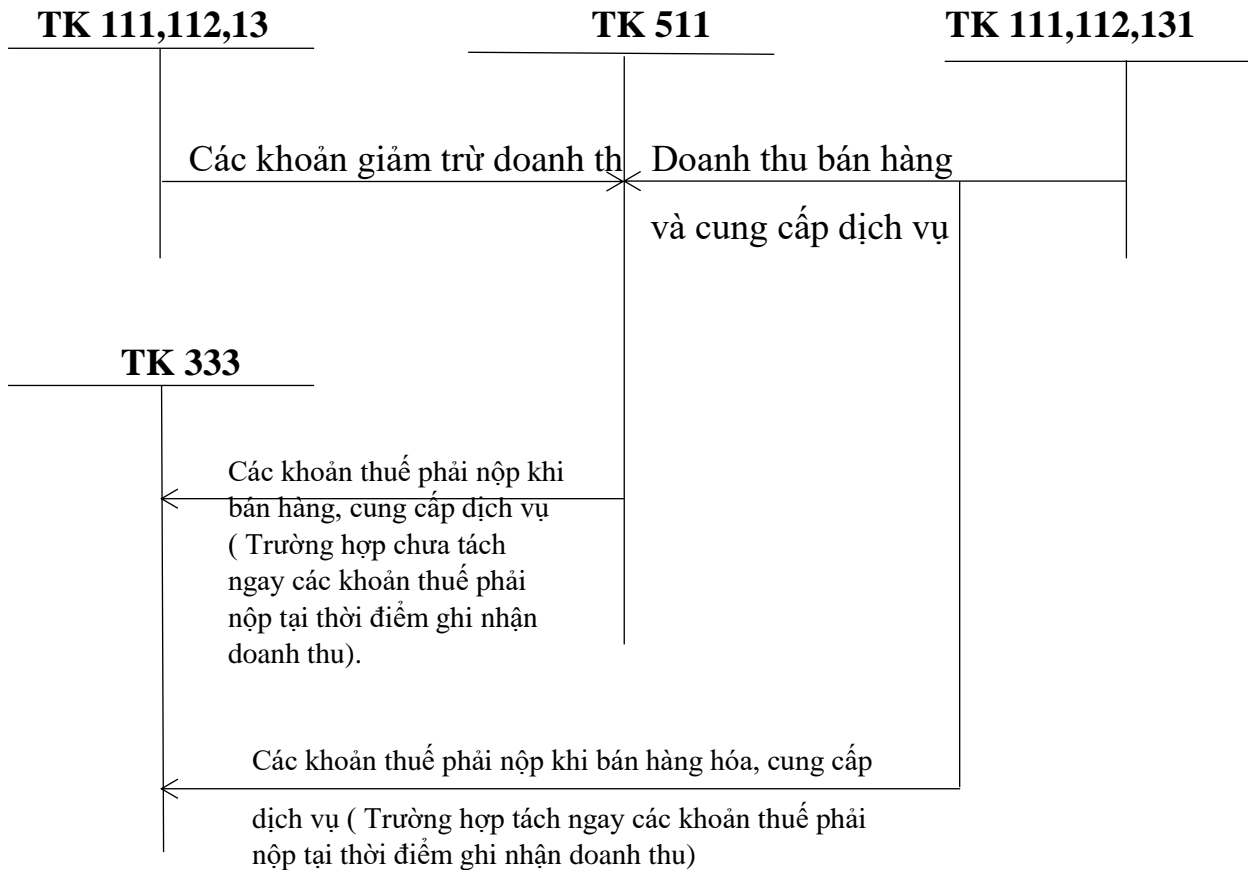 TK 111,112,13
TK 511
TK 111,112,131
Các khoản giảm trừ doanh th
Doanh thu bán hàng
và cung cấp dịch vụ
TK 333
Các khoản thuế phải nộp khi
bán hàng, cung cấp dịch vụ
( Trường hợp chưa tách
ngay các khoản thuế phải
nộp tại thời điểm ghi nhận
doanh thu).
Các khoản thuế phải nộp khi bán hàng hóa, cung cấp
dịch vụ ( Trường hợp tách ngay các khoản thuế phải
nộp tại thời điểm ghi nhận doanh thu)